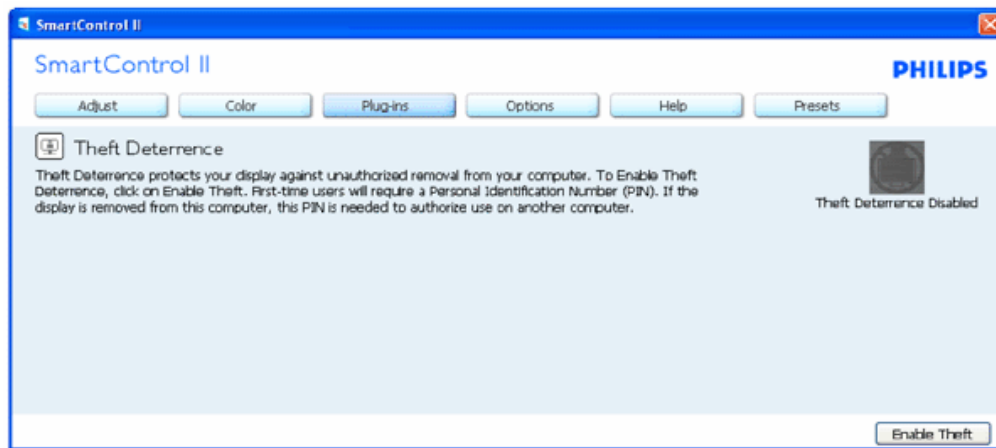 SmartControl II
SmartControl II
PHILIPS
Adjust Color Plug-ins Options Help Presets
Theft Deterrence
Theft Deterrence protects your display against unauthorized removal from your computer. To Enable Theft
Deterrence, click on Enable Theft. First-time users will require a Personal Identification Number (PIN). If the
display is removed from this computer, this PIN is needed to authorize use on another computer.
Theft Deterrence Disabled
Enable Theft